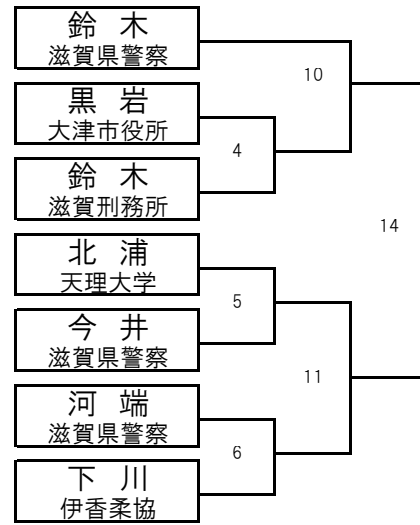 鈴 木
滋賀県警察
10
黒 岩
大津市役所
4
鈴 木
滋賀刑務所
14
北 浦
天理大学
5
今 井
滋賀県警察
11
河 端
滋賀県警察
6
下 川
伊香柔協